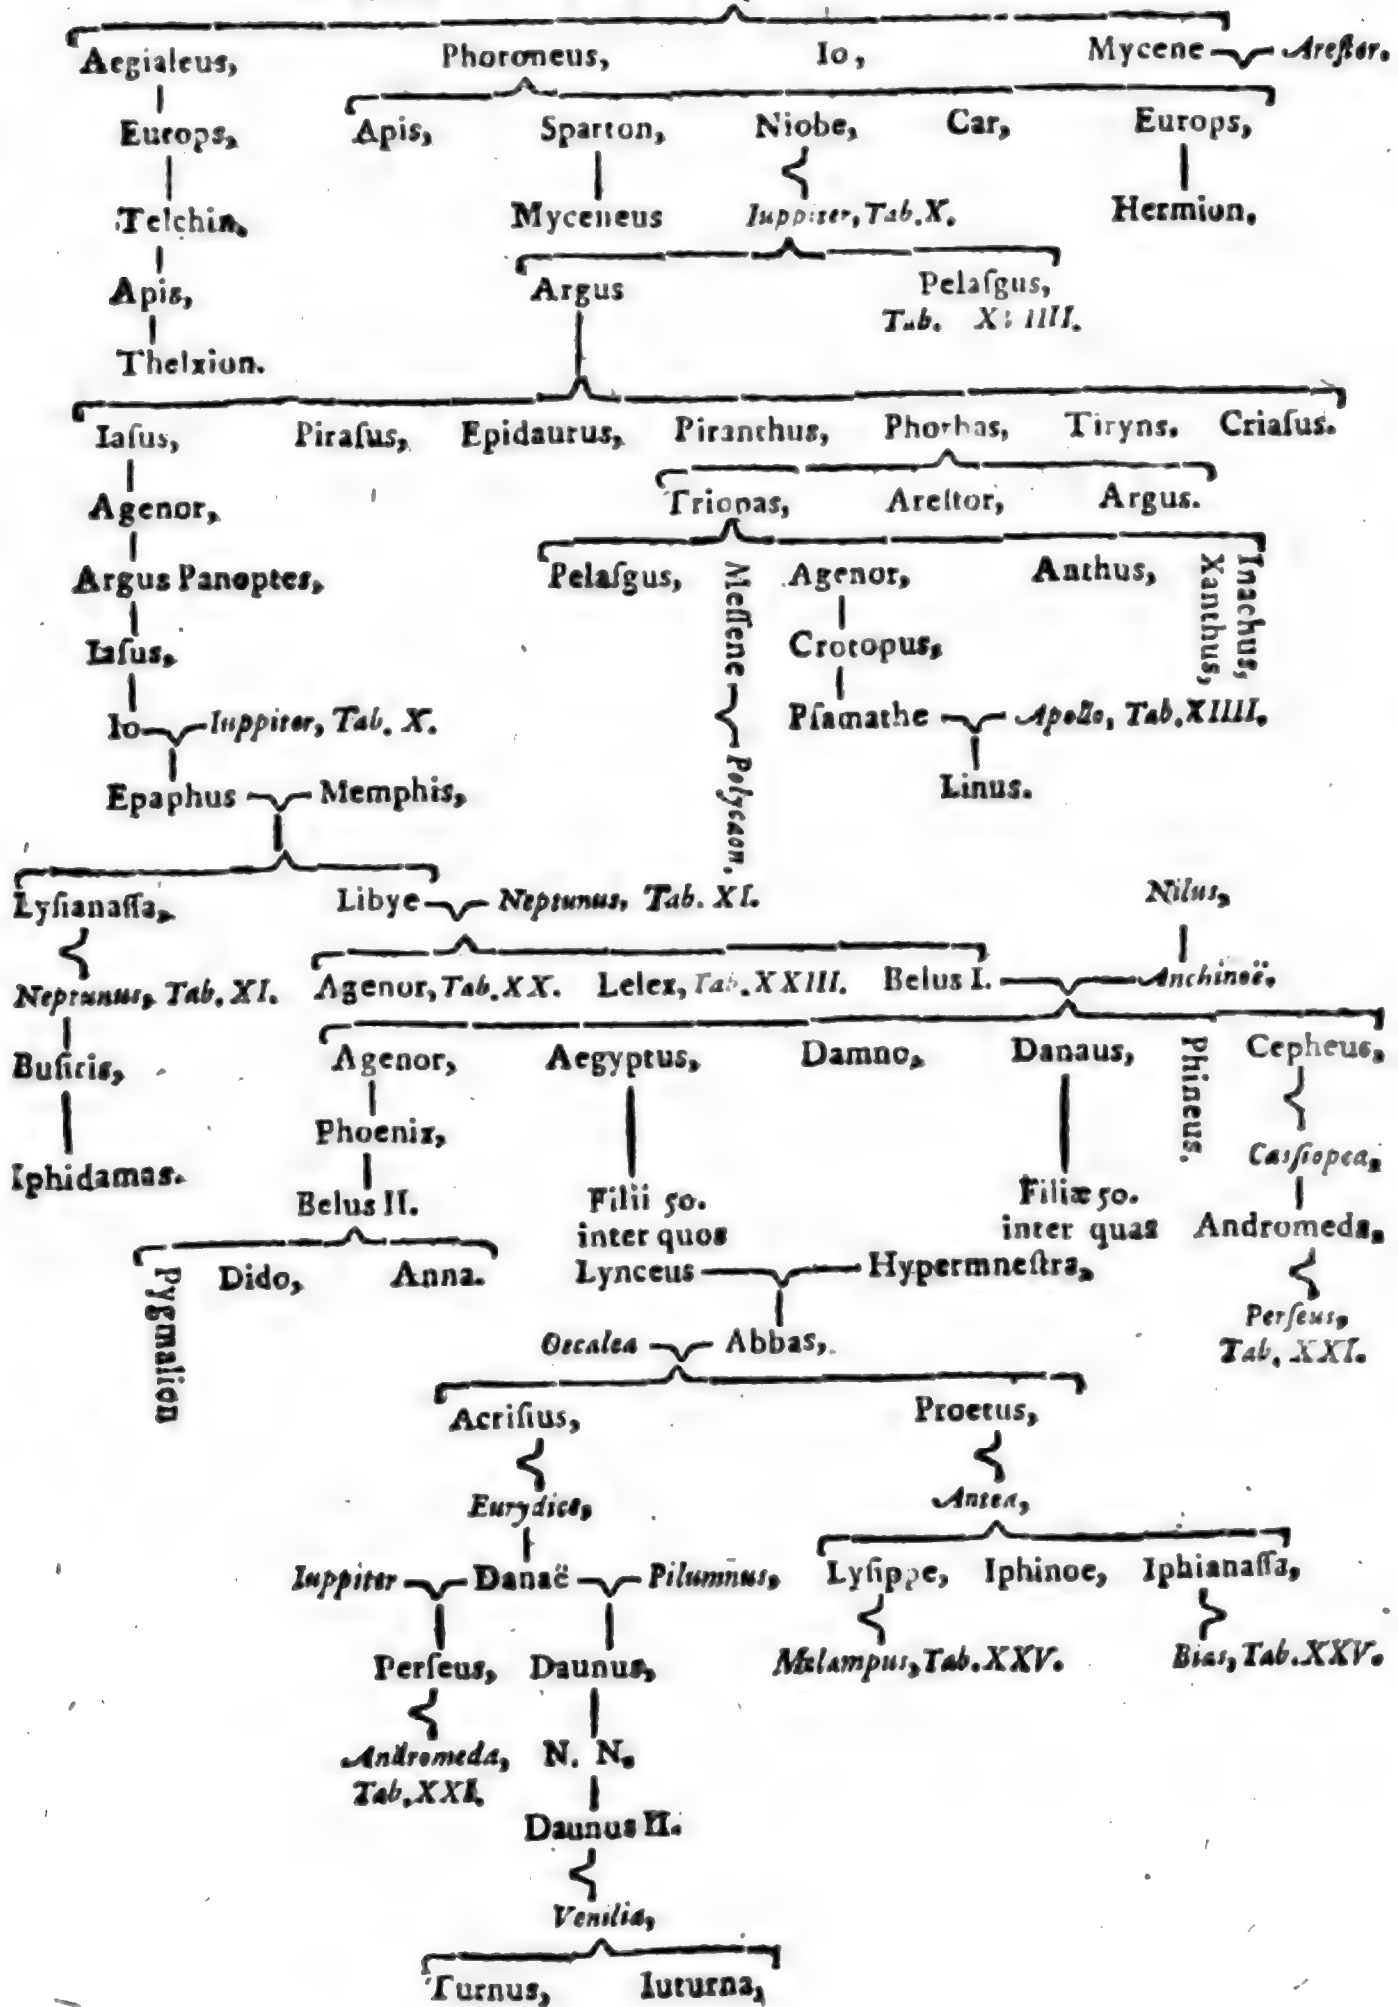 Aegialeus, Phoroneus, Io, Mycene Areſtor.
Europs, Apis, Sparton, Niobe, Car, Europs,
Telchin, Myceneus Iuppiter, Tab. X. Hermion.
Apis, Argus Pelaſgus,
Tab.
Thelxion.
Iaſus, Piraſus, Epidaurus, Piranthus, Phorbas, Tiryns. Criaſus.
Agenor, Triopas, Areſtor, Argus.
Argus Panoptes, Pelaſgus, Meſſene Agenor, Anthus, Xanthus, Inachus,
Iaſus, Crotopus,
Io Iuppiter, Tab. X. Pſamathe Apollo, Tab. XIIII.
Epaphus Memphis, Polycaon. Linus.
Lyſianaſſa, Libye Neptunus, Tab. XI. Nilus,
Neptunus, Tab. XI. Agenor, Tab. XX. Lelex, Tab. XXIII. Belus I. Anchinoë.
Buſiris, Agenor, Aegyptus, Damno, Danaus, Phineus. Cepheus,
Phoenix, Caſſiopea,
Iphidamas. Belus II. Filii 50. Filiæ 50. Andromeda,
inter quos inter quas
Pygmalion Dido, Anna. Lynceus Hypermneſtra,
Perſeus,
Ocalea Abbas, Tab. XXI.
Acriſius, Proetus,
Eurydice, Antea,
Iuppiter Danaë Pilumnus, Lyſippe, Iphinoe, Iphianaſſa,
Perſeus, Daunus, Melampus, Tab. XXV. Bias, Tab. XXV.
Andromeda, N. N.
Tab. XXI.
Daunus II.
Venilia,
Turnus, Iuturna,